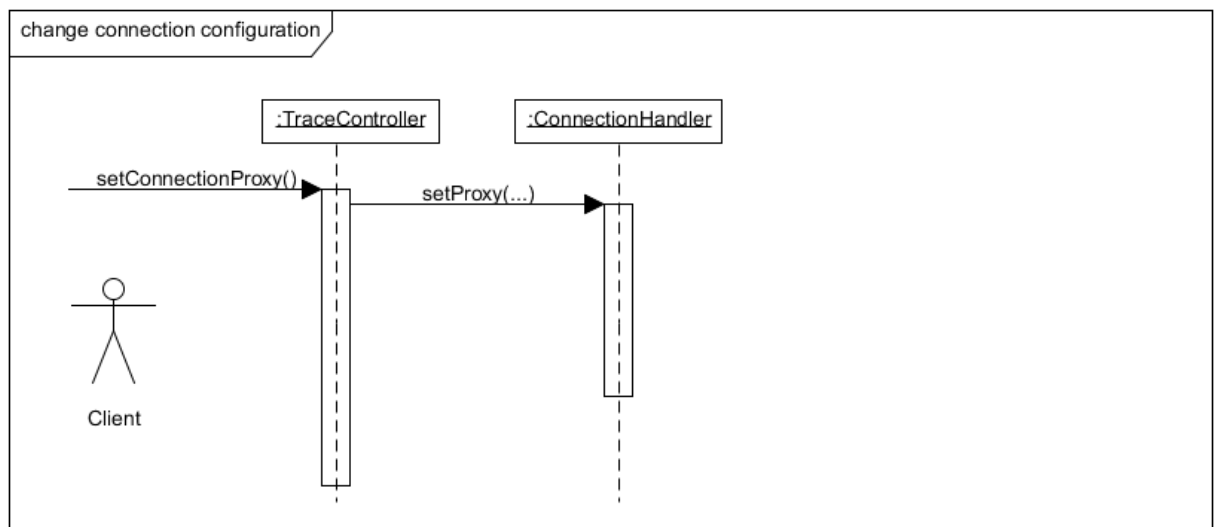 change connection configuration
:TraceController
:ConnectionHandler
setConnectionProxy()
setProxy(...)
Client